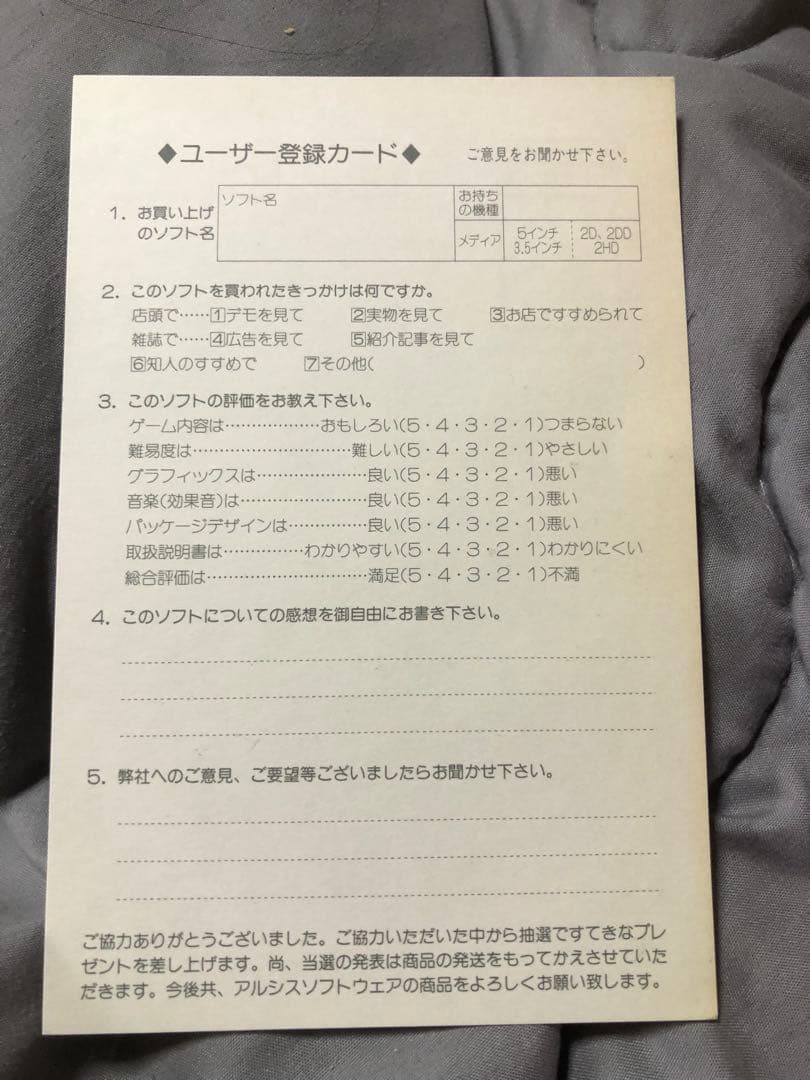 ◆ユーザー登録カード◆ ご意見をお聞かせ下さい。
1. お買い上げ
のソフト名
ソフト名
お持ち
の機種
メディア
5インチ
3.5インチ
2D、2DD
2HD
2. このソフトを買われたきっかけは何ですか。
店頭で……1デモを見て 2実物を見て 3お店ですすめられて
雑誌で……4広告を見て 5紹介記事を見て
6知人のすすめで 7その他( )
3. このソフトの評価をお教え下さい。
ゲーム内容は………………おもしろい(5・4・3・2・1)つまらない
難易度は…………………………難しい(5・4・3・2・1)やさしい
グラフィックスは…………………良い(5・4・3・2・1)悪い
音楽(効果音)は……………………良い(5・4・3・2・1)悪い
パッケージデザインは……………良い(5・4・3・2・1)悪い
取扱説明書は……………わかりやすい(5・4・3・2・1)わかりにくい
総合評価は…………………………満足(5・4・3・2・1)不満
4. このソフトについての感想を御自由にお書き下さい。
5. 弊社へのご意見、ご要望等ございましたらお聞かせ下さい。
ご協力ありがとうございました。ご協力いただいた中から抽選ですてきなプレ
ゼントを差し上げます。尚、当選の発表は商品の発送をもってかえさせていた
だきます。今後共、アルシスソフトウェアの商品をよろしくお願い致します。